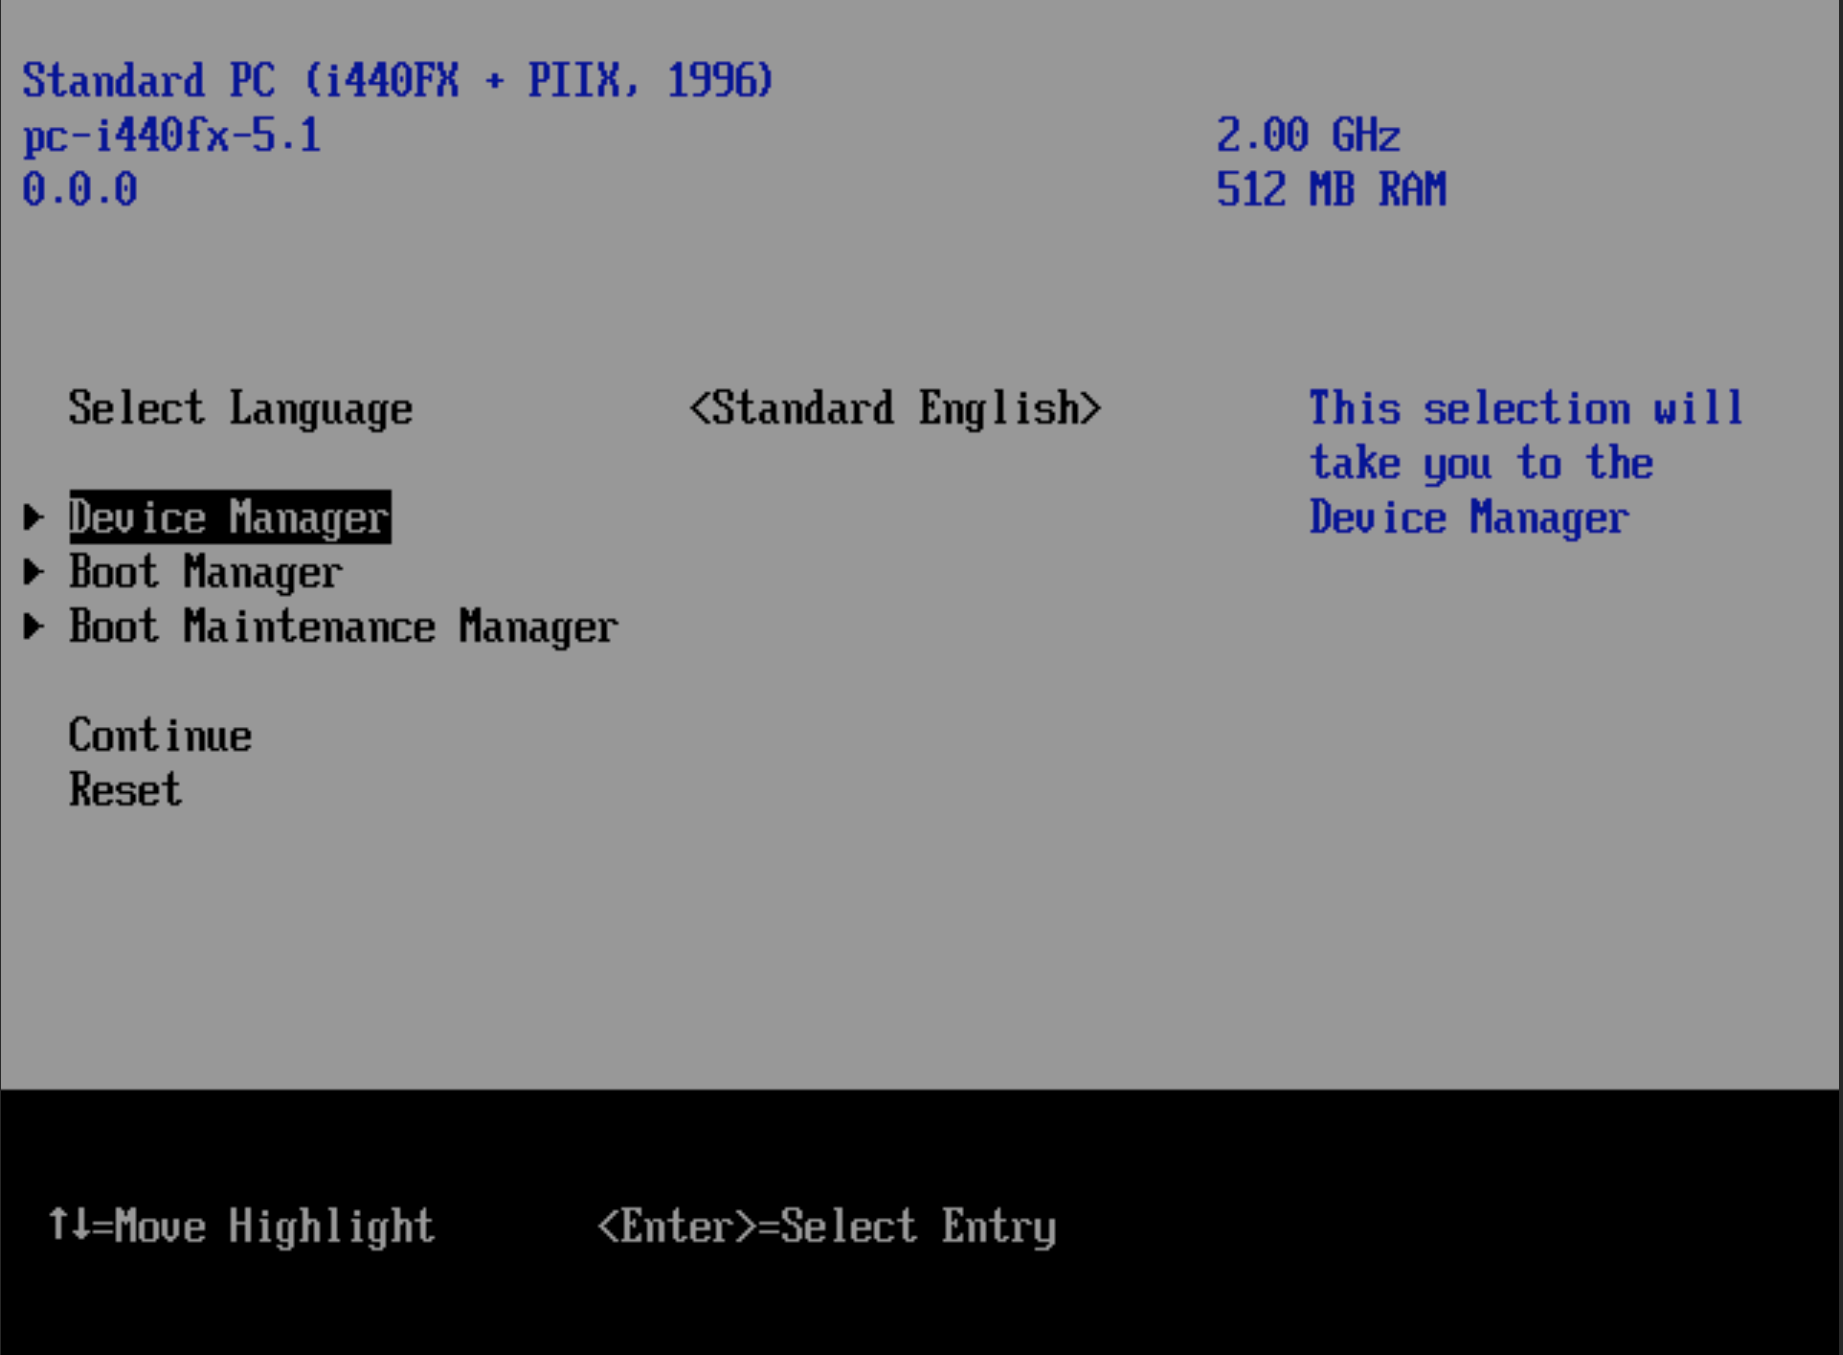 Standard PC (i440FX + PIIX, 1996)
pc-i440fx-5.1 2.00 GHz
0.0.0 512 MB RAM
Select Language <Standard English> This selection will
take you to the
Device Manager Device Manager
Boot Manager
Boot Maintenance Manager
Continue
Reset
↑↓=Move Highlight <Enter>=Select Entry